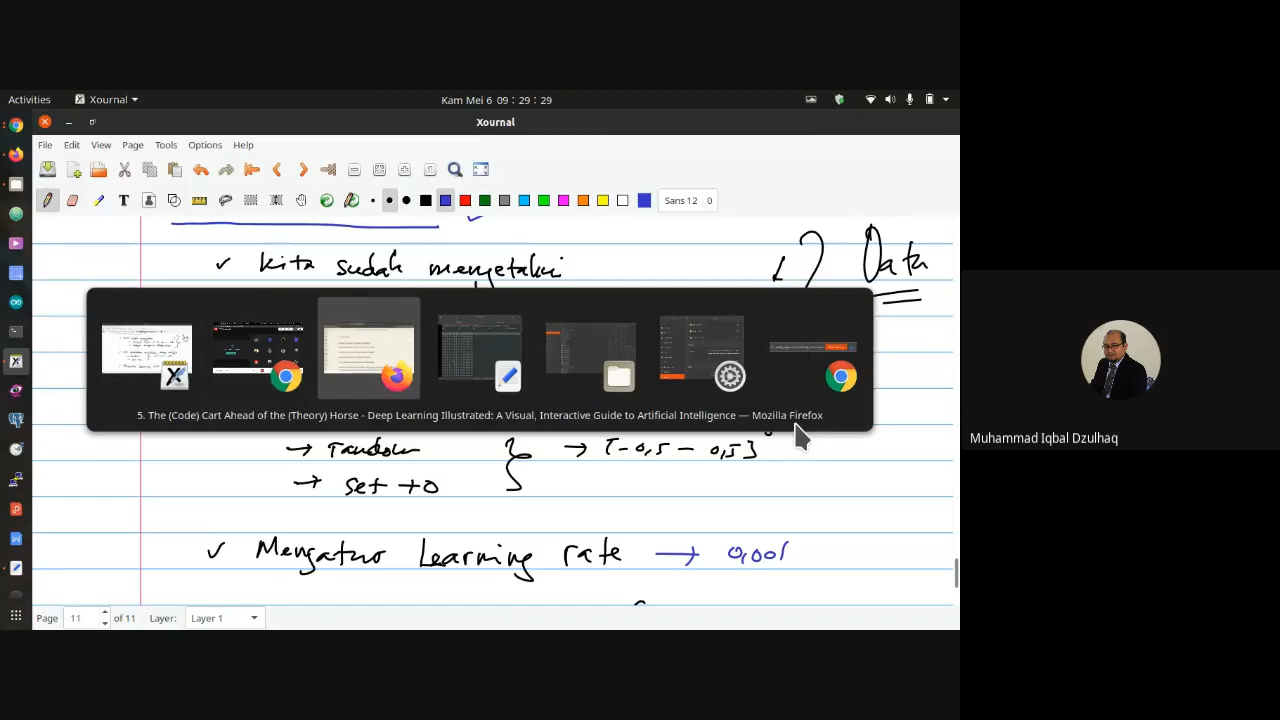 Activities Xournal Kam Mei 6 09 : 29 : 29
Xournal
File Edit View Page Tools Options Help
T Sans 12 0
✓ kita sudah mengetahui
Data
5. The (Code) Cart Ahead of the (Theory) Horse - Deep Learning Illustrated: A Visual, Interactive Guide to Artificial Intelligence — Mozilla Firefox
→ random → [-0,5 - 0,5]
→ set to
✓ Mengatur Learning rate → 0,001
Page 11 of 11 Layer: Layer 1
Muhammad Iqbal Dzulhaq